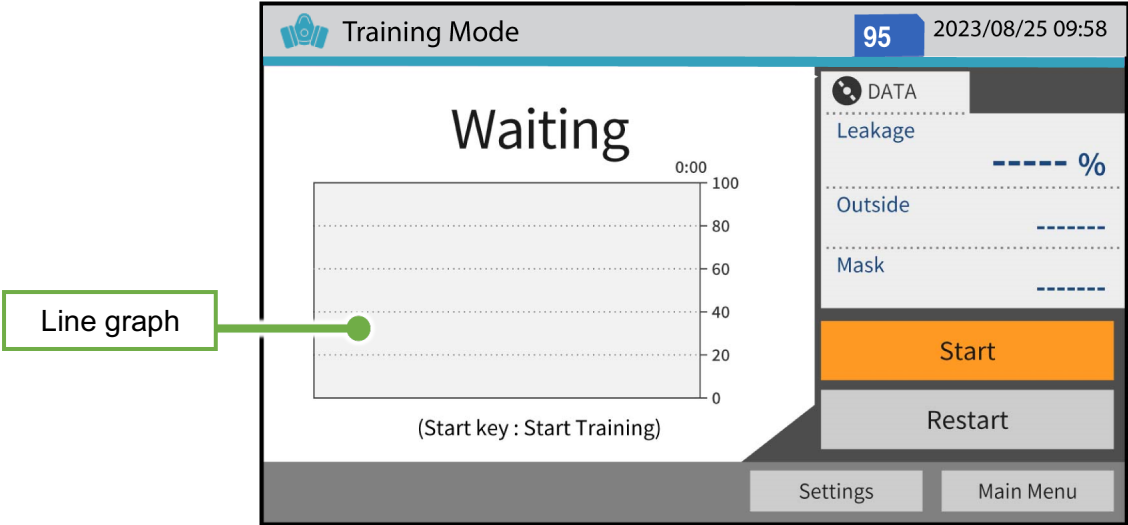 Training Mode
95
2023/08/25 09:58
Waiting
0:00
100
80
60
40
20
0
(Start key : Start Training)
Line graph
DATA
Leakage
----- %
Outside
-------
Mask
-------
Start
Restart
Settings
Main Menu